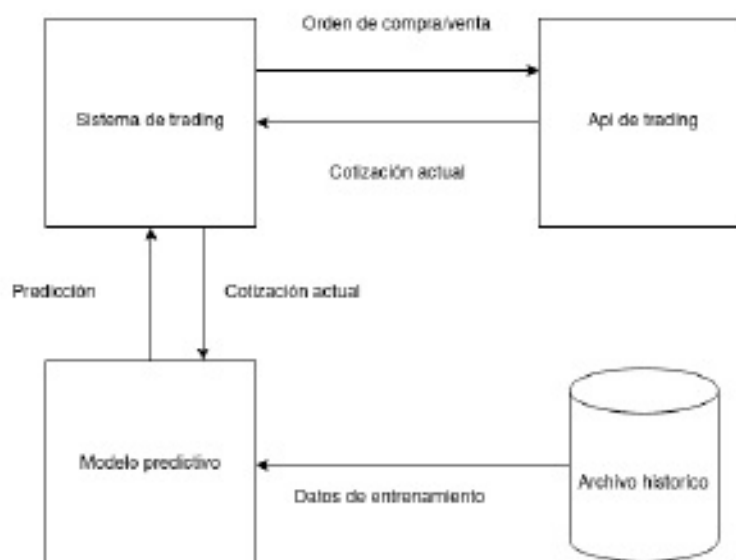 Orden de compra/venta
Sistema de trading
Api de trading
Cotización actual
Predicción
Cotización actual
Modelo predictivo
Datos de entrenamiento
Archivo historico